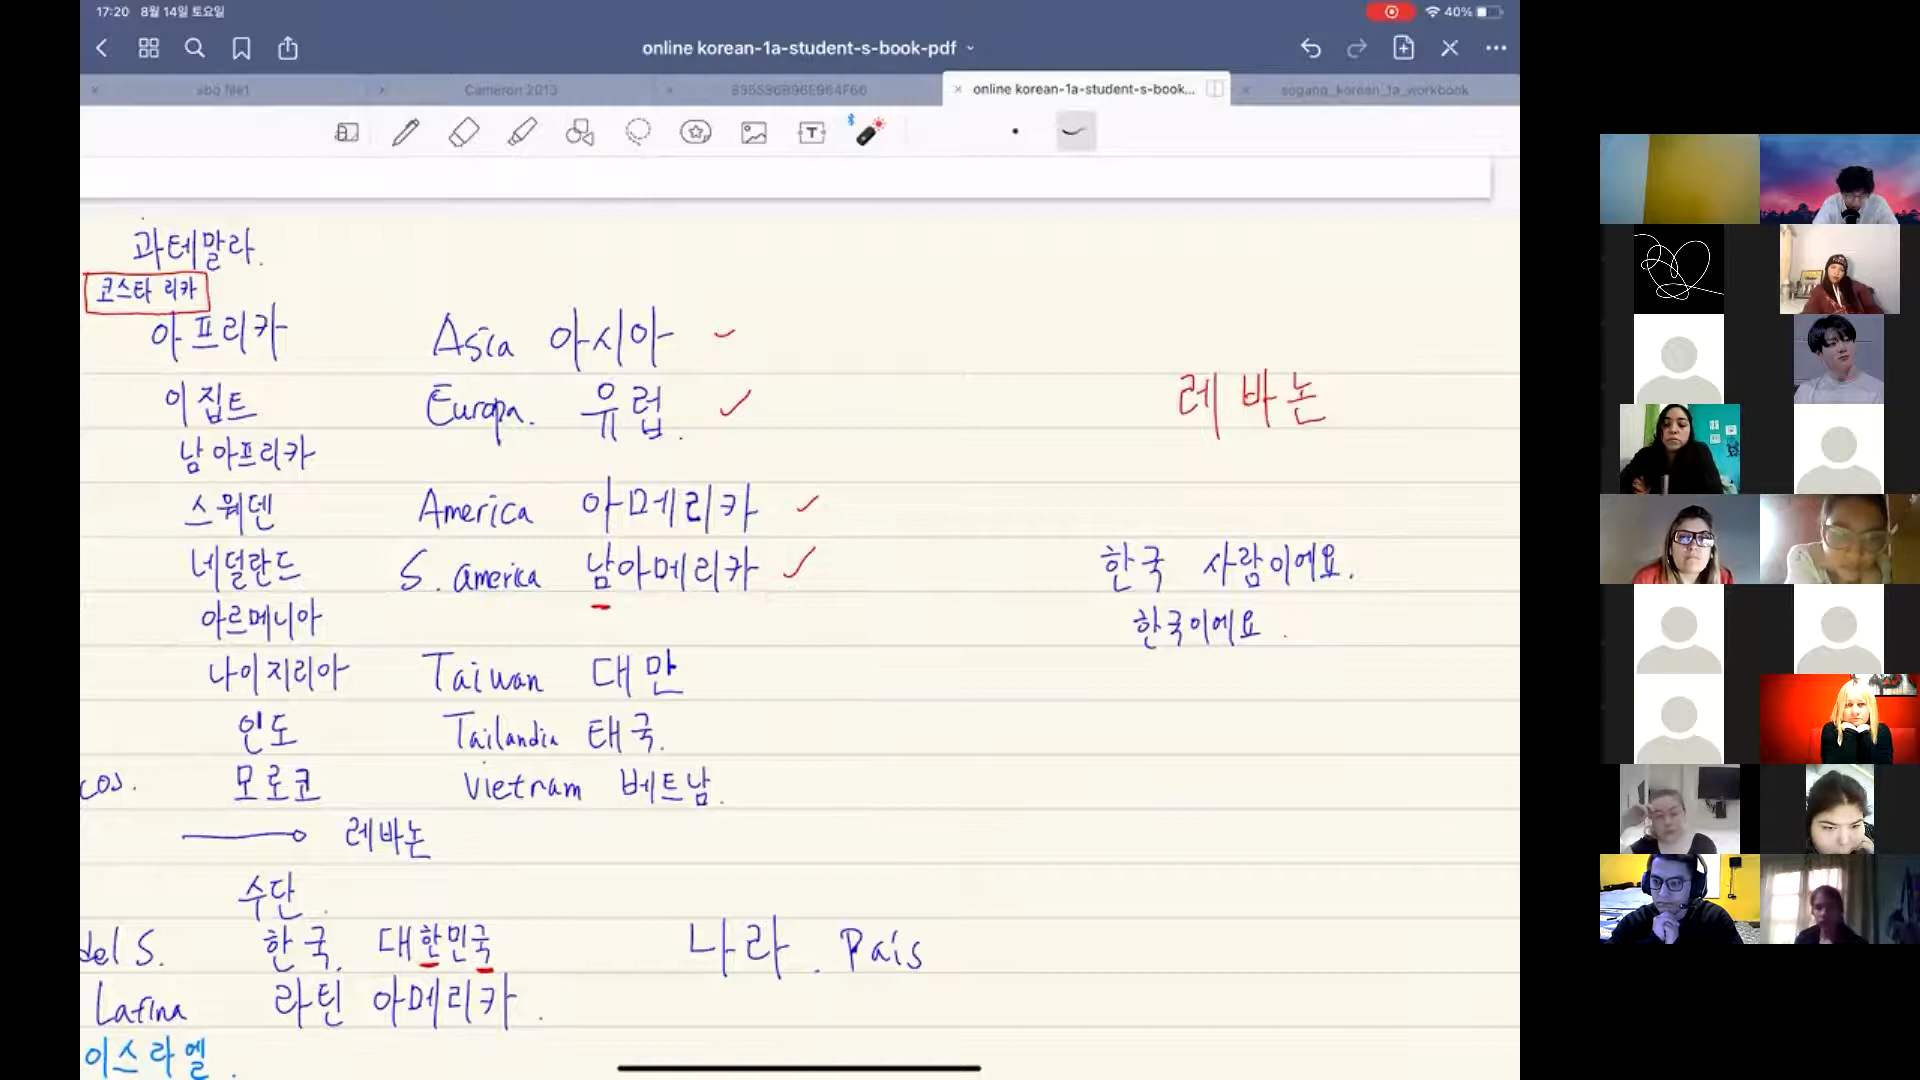 17:20 8월 14일 토요일
40%
online korean-1a-student-s-book-pdf
abq file1
Cameron 2013
online korean-1a-student-s-book...
sogang_korean_1a_workbook
과테말라.
코스타 리카
아프리카 Asia 아시아
이집트 Europa. 유럽.
레바논
남아프리카
스웨덴 America 아메리카
네덜란드 S. america 남아메리카
한국 사람이에요.
아르메니아
한국이에요.
나이지리아 Taiwan 대만
인도 Tailandia 태국.
cos. 모로코 Vietnam 베트남.
레바논
수단.
del S. 한국. 대한민국 나라. País
Latina 라틴 아메리카.
이스라엘.